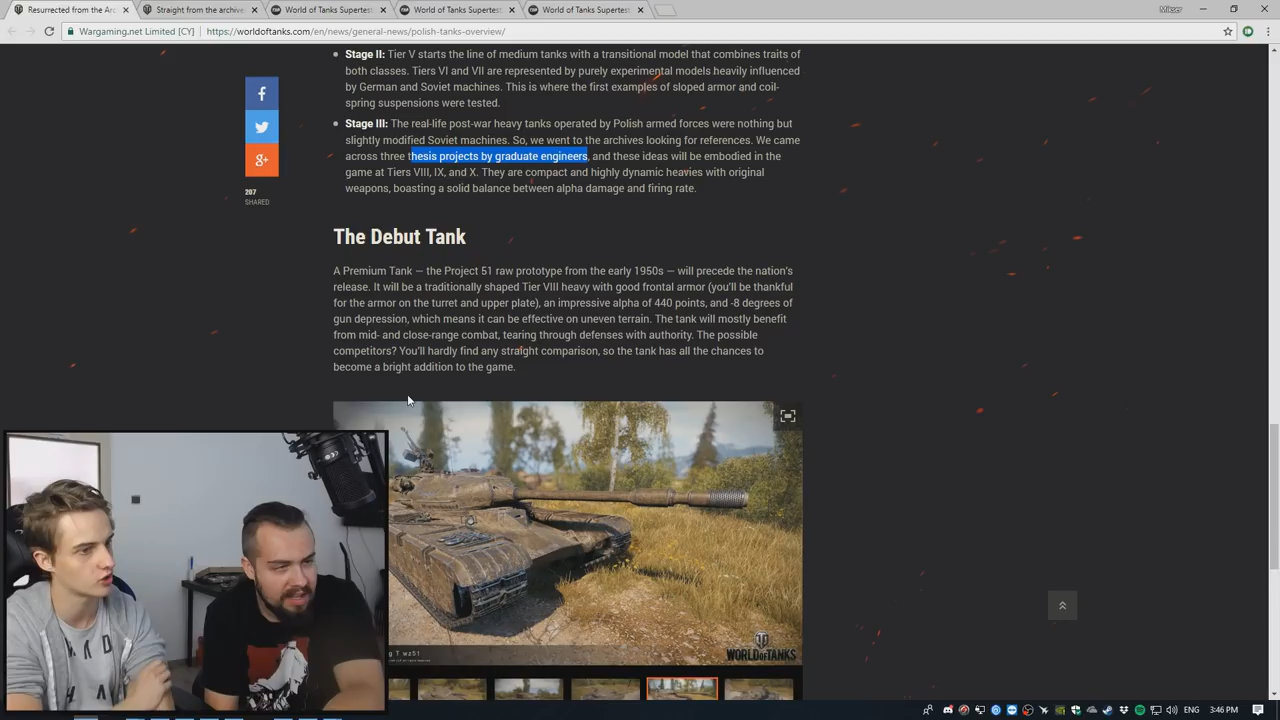 Resurrected from the Arc
Straight from the archive
World of Tanks Supertest
World of Tanks Supertest
World of Tanks Supertest
Wargaming.net Limited [CY]
https://worldoftanks.com/en/news/general-news/polish-tanks-overview/
Stage II: Tier V starts the line of medium tanks with a transitional model that combines traits of
both classes. Tiers VI and VII are represented by purely experimental models heavily influenced
by German and Soviet machines. This is where the first examples of sloped armor and coil-
spring suspensions were tested.
Stage III: The real-life post-war heavy tanks operated by Polish armed forces were nothing but
slightly modified Soviet machines. So, we went to the archives looking for references. We came
across three thesis projects by graduate engineers, and these ideas will be embodied in the
game at Tiers VIII, IX, and X. They are compact and highly dynamic heavies with original
weapons, boasting a solid balance between alpha damage and firing rate.
207
SHARED
The Debut Tank
A Premium Tank — the Project 51 raw prototype from the early 1950s — will precede the nation's
release. It will be a traditionally shaped Tier VIII heavy with good frontal armor (you'll be thankful
for the armor on the turret and upper plate), an impressive alpha of 440 points, and -8 degrees of
gun depression, which means it can be effective on uneven terrain. The tank will mostly benefit
from mid- and close-range combat, tearing through defenses with authority. The possible
competitors? You'll hardly find any straight comparison, so the tank has all the chances to
become a bright addition to the game.
g T wz51
WORLD OF TANKS
ENG
3:46 PM